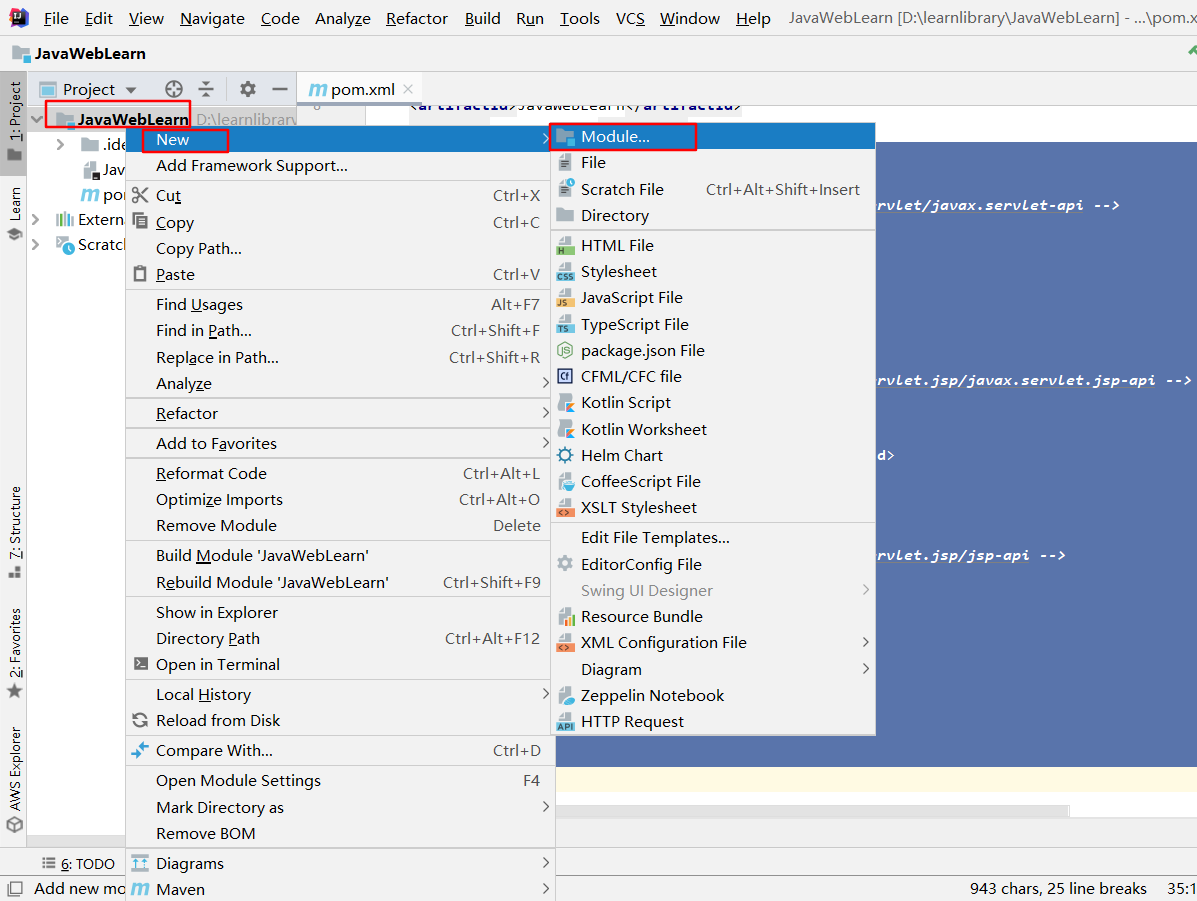 File Edit View Navigate Code Analyze Refactor Build Run Tools VCS Window Help JavaWebLearn [D:\learnlibrary\JavaWebLearn] - ...\pom.x
JavaWebLearn
1: Project
Learn
7: Structure
2: Favorites
AWS Explorer
Project
pom.xml
JavaWebLearn D:\learnlibrary
<artifactId>JavaWebLearn</artifactId>
.ide
Jav
pom
Externa
Scratch
New
Add Framework Support...
Cut Ctrl+X
Copy Ctrl+C
Copy Path...
Paste Ctrl+V
Find Usages Alt+F7
Find in Path... Ctrl+Shift+F
Replace in Path... Ctrl+Shift+R
Analyze
Refactor
Add to Favorites
Reformat Code Ctrl+Alt+L
Optimize Imports Ctrl+Alt+O
Remove Module Delete
Build Module 'JavaWebLearn'
Rebuild Module 'JavaWebLearn' Ctrl+Shift+F9
Show in Explorer
Directory Path Ctrl+Alt+F12
Open in Terminal
Local History
Reload from Disk
Compare With... Ctrl+D
Open Module Settings F4
Mark Directory as
Remove BOM
Diagrams
Maven
Module...
File
Scratch File Ctrl+Alt+Shift+Insert
Directory
HTML File
Stylesheet
JavaScript File
TypeScript File
package.json File
CFML/CFC file
Kotlin Script
Kotlin Worksheet
Helm Chart
CoffeeScript File
XSLT Stylesheet
Edit File Templates...
EditorConfig File
Swing UI Designer
Resource Bundle
XML Configuration File
Diagram
Zeppelin Notebook
HTTP Request
rvlet/javax.servlet-api -->
rvlet.jsp/javax.servlet.jsp-api -->
d>
rvlet.jsp/jsp-api -->
6: TODO
Add new mo
943 chars, 25 line breaks 35:1